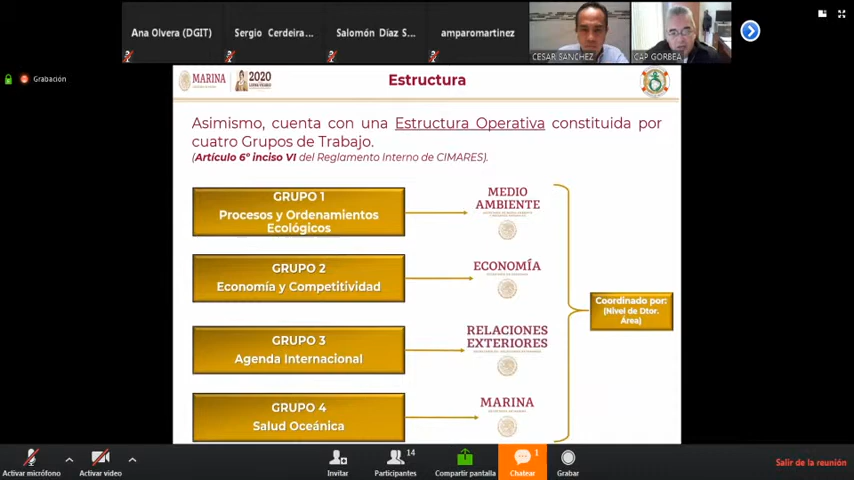 Ana Olvera (DGIT)
Sergio Cerdeira...
Salomón Díaz S...
amparomartinez
CESAR SANCHEZ
CAP GORBEA
Grabación
MARINA
2020
Estructura
Asimismo, cuenta con una Estructura Operativa constituida por
cuatro Grupos de Trabajo.
(Artículo 6º inciso VI del Reglamento Interno de CIMARES).
GRUPO 1
Procesos y Ordenamientos
Ecológicos
MEDIO
AMBIENTE
GRUPO 2
Economía y Competitividad
ECONOMÍA
Coordinado por:
(Nivel de Dtor.
Área)
GRUPO 3
Agenda Internacional
RELACIONES
EXTERIORES
GRUPO 4
Salud Oceánica
MARINA
Activar micrófono
Activar video
Invitar
14
Participantes
Compartir pantalla
1
Chatear
Grabar
Salir de la reunión